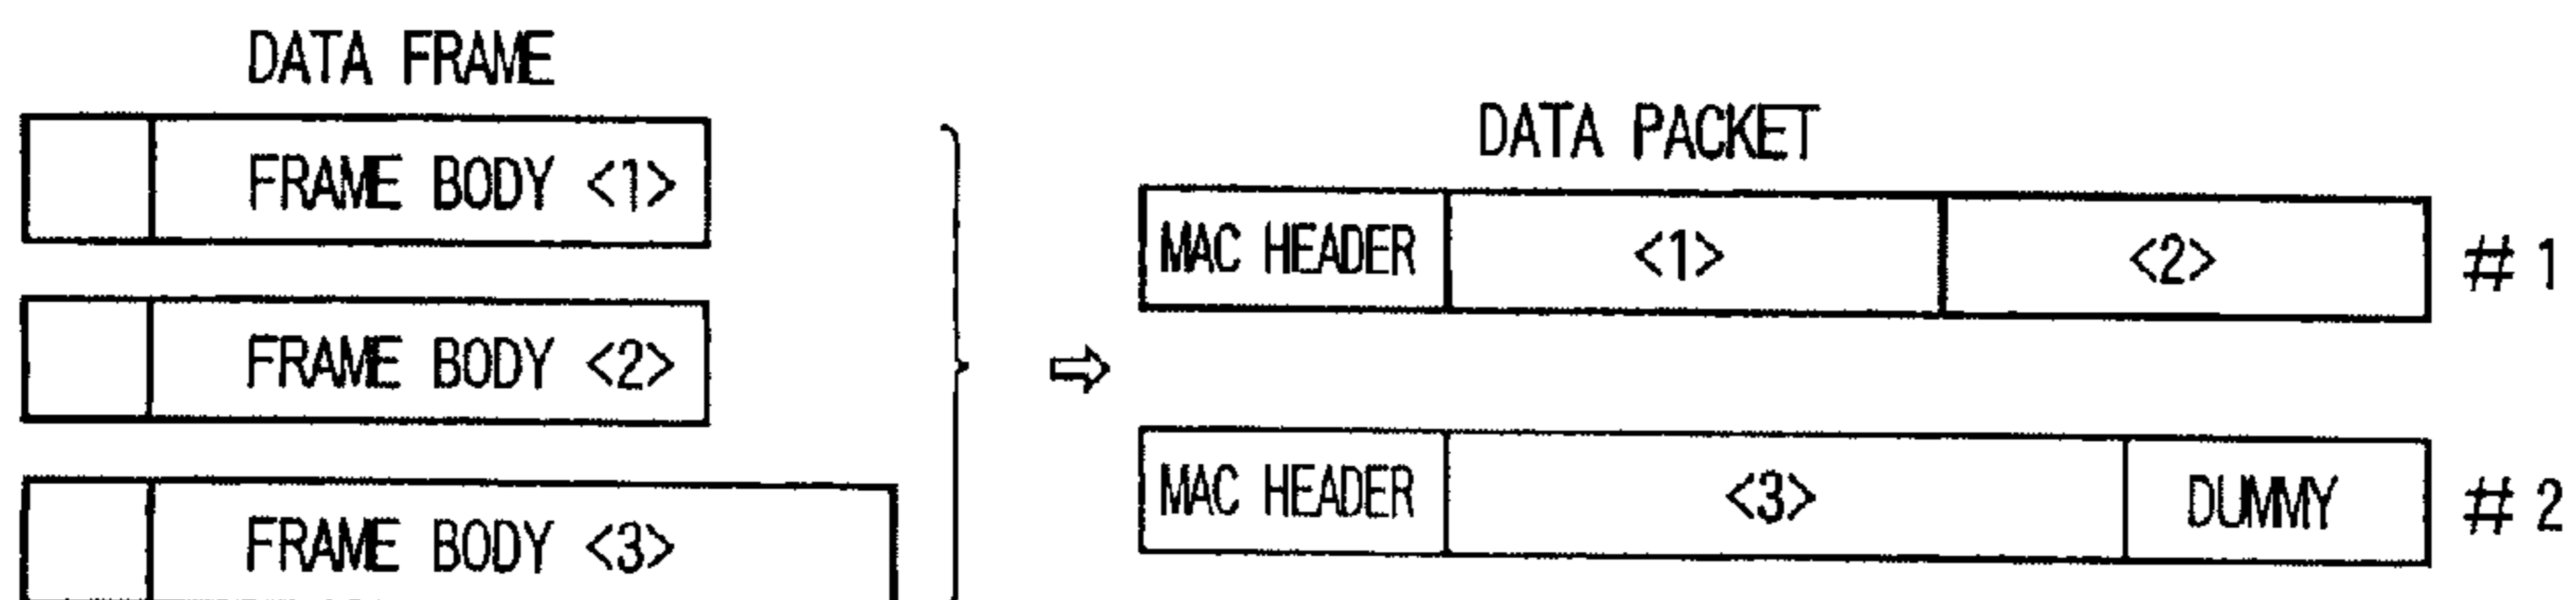 DATA FRAME
FRAME BODY <1>
FRAME BODY <2>
FRAME BODY <3>
DATA PACKET
MAC HEADER <1> <2> # 1
MAC HEADER <3> DUMMY # 2